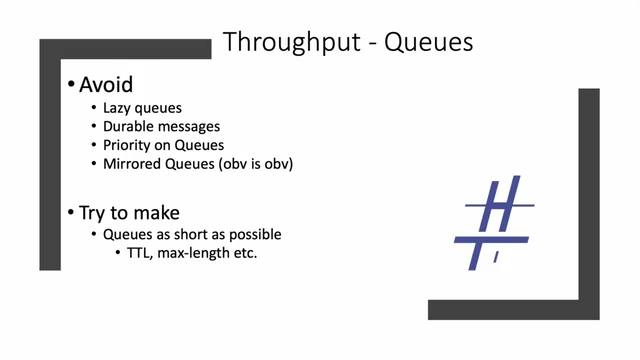 Throughput - Queues
• Avoid
• Lazy queues
• Durable messages
• Priority on Queues
• Mirrored Queues (obv is obv)
• Try to make
• Queues as short as possible
• TTL, max-length etc.